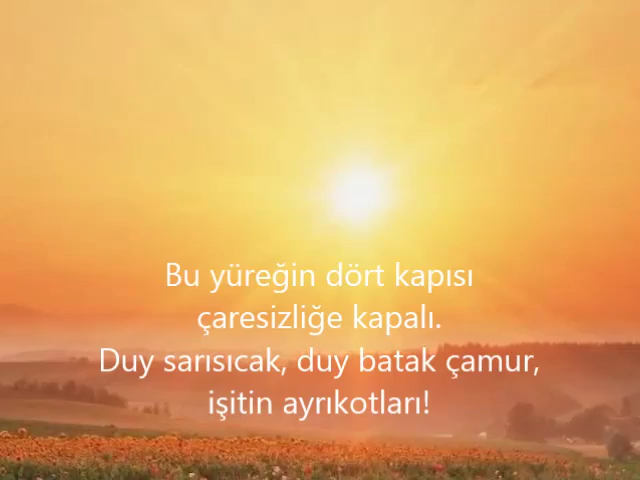 Bu yüreğin dört kapısı
çaresizliğe kapalı.
Duy sarısıcak, duy batak çamur,
işitin ayrıkotları!